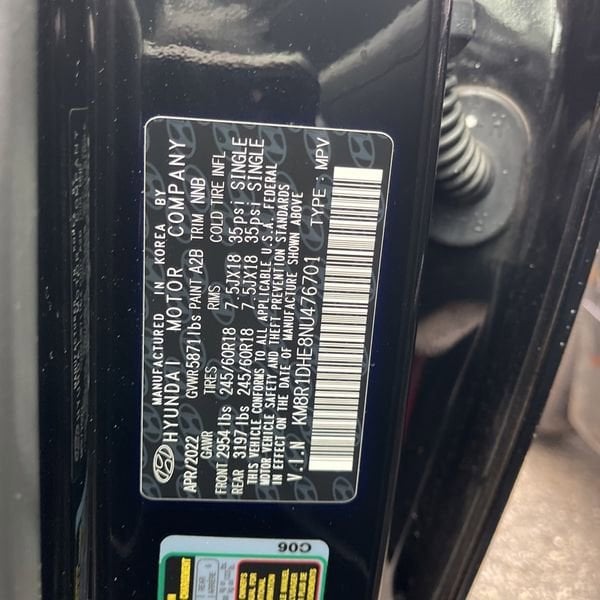 MANUFACTURED IN KOREA BY
HYUNDAI MOTOR COMPANY
APR/2022 GVWR 5871 lbs PAINT A2B TRIM NNB
GAWR TIRES RIMS COLD TIRE INFL
FRONT 2954 lbs 245/60R18 7.5JX18 35psi SINGLE
REAR 3197 lbs 245/60R18 7.5JX18 35psi SINGLE
THIS VEHICLE CONFORMS TO ALL APPLICABLE U.S.A. FEDERAL
MOTOR VEHICLE SAFETY AND THEFT PREVENTION STANDARDS
IN EFFECT ON THE DATE OF MANUFACTURE SHOWN ABOVE
V.I.N KM8R1DHE8NU476701 TYPE : MPV
C06